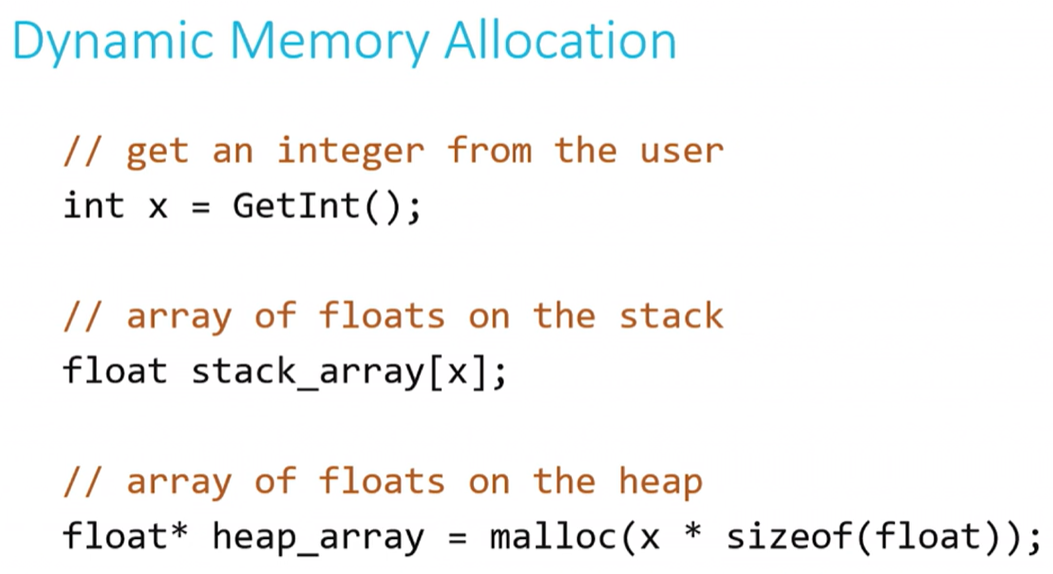 Dynamic Memory Allocation
// get an integer from the user
int x = GetInt();
// array of floats on the stack
float stack_array[x];
// array of floats on the heap
float* heap_array = malloc(x * sizeof(float));